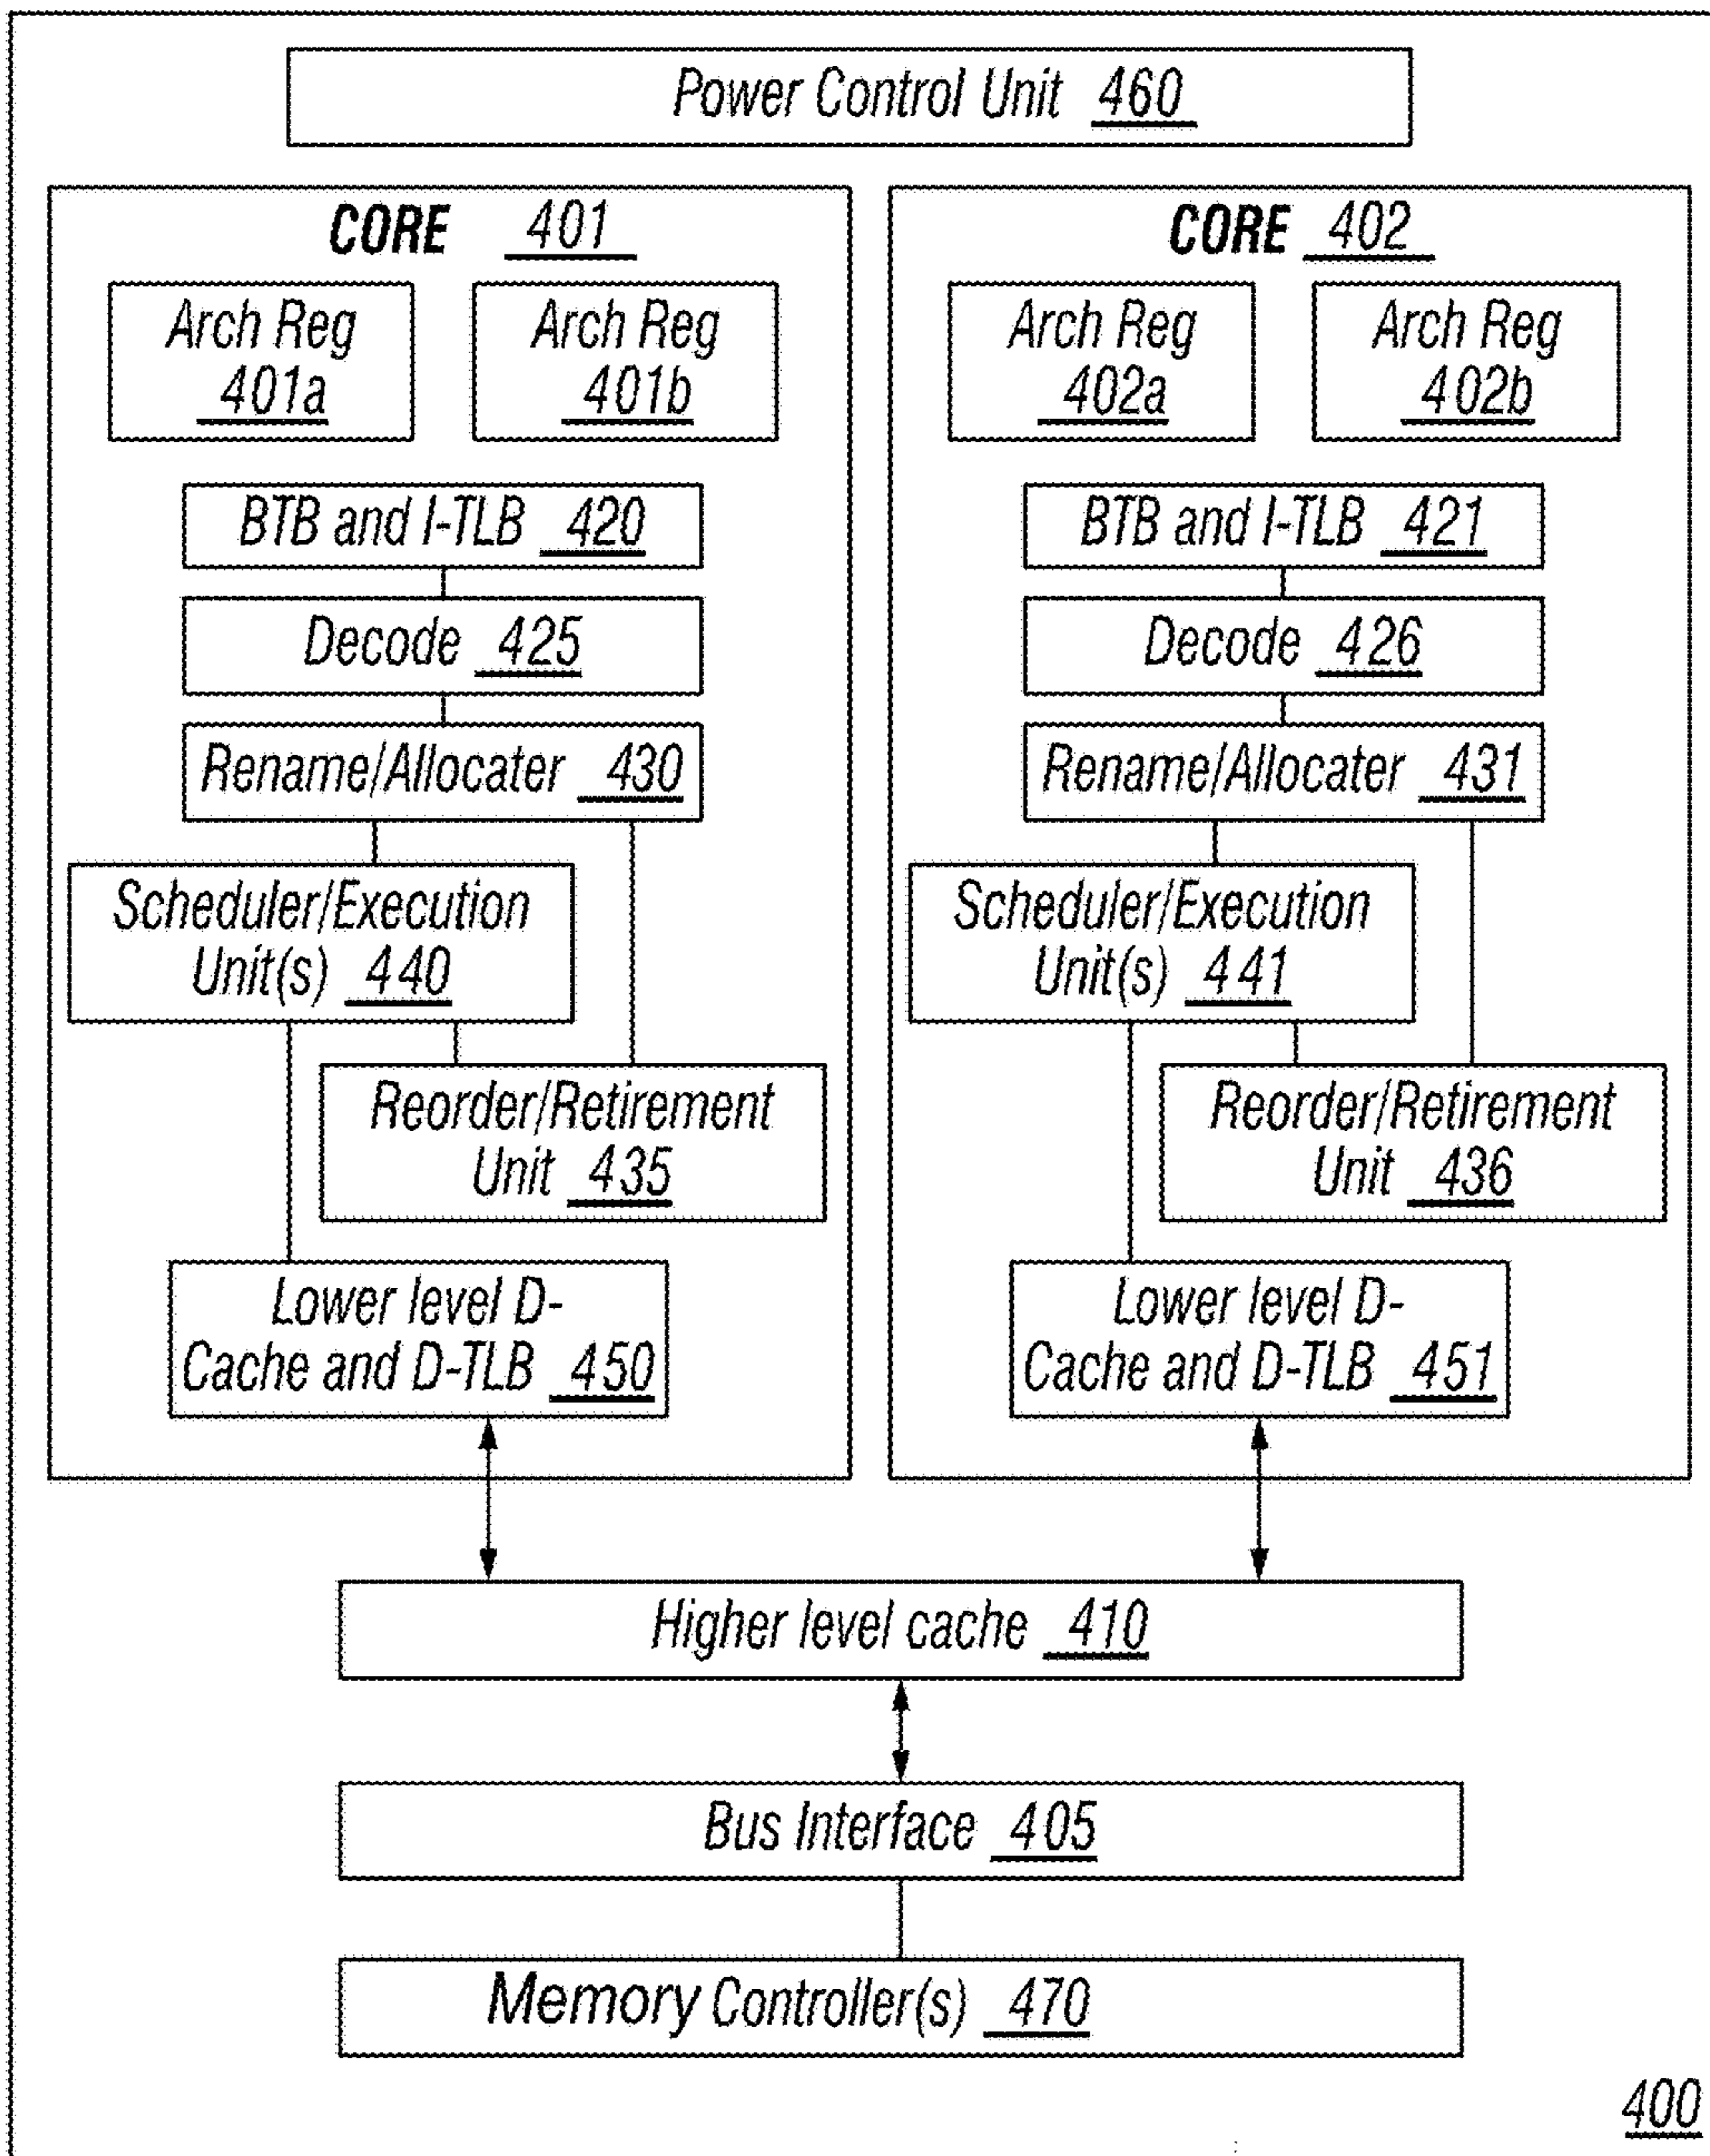 Power Control Unit 460
CORE 401
Arch Reg
401a
Arch Reg
401b
BTB and I-TLB 420
Decode 425
Rename/Allocater 430
Scheduler/Execution
Unit(s) 440
Reorder/Retirement
Unit 435
Lower level D-
Cache and D-TLB 450
CORE 402
Arch Reg
402a
Arch Reg
402b
BTB and I-TLB 421
Decode 426
Rename/Allocater 431
Scheduler/Execution
Unit(s) 441
Reorder/Retirement
Unit 436
Lower level D-
Cache and D-TLB 451
Higher level cache 410
Bus Interface 405
Memory Controller(s) 470
400